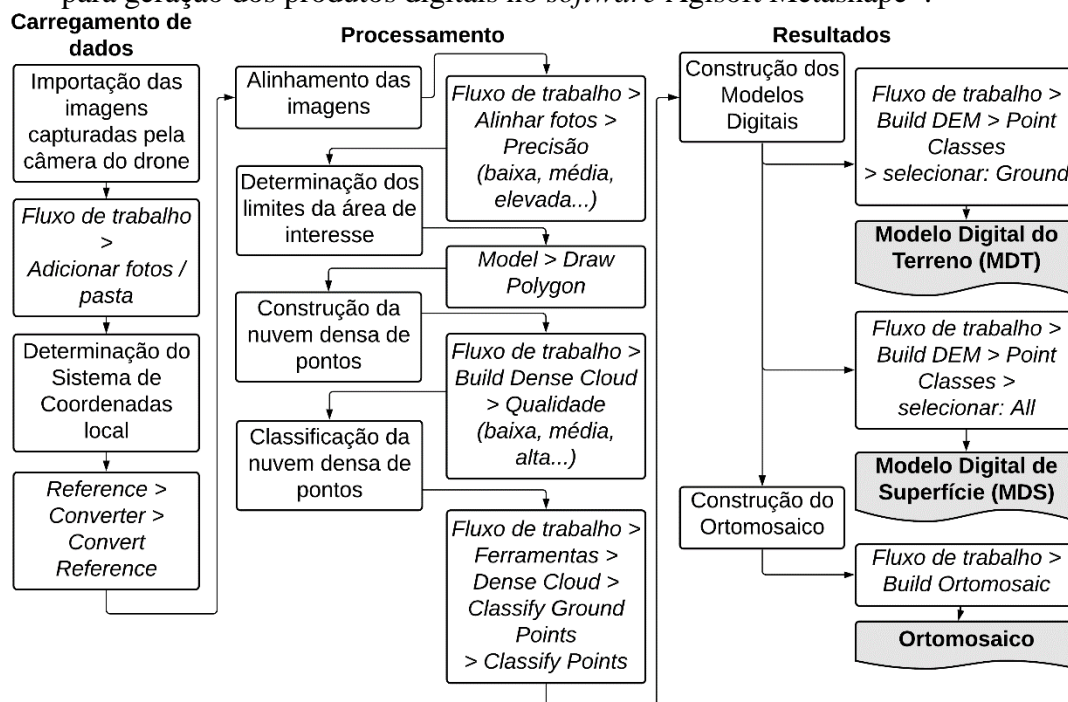 para geração dos produtos digitais no software Agisoft Metashape
Carregamento de
dados
Importação das
imagens
capturadas pela
câmera do drone
Fluxo de trabalho
>
Adicionar fotos /
pasta
Determinação do
Sistema de
Coordenadas
local
Reference >
Converter >
Convert
Reference
Processamento
Alinhamento das
imagens
Fluxo de trabalho >
Alinhar fotos >
Precisão
(baixa, média,
elevada...)
Determinação dos
limites da área de
interesse
Model > Draw
Polygon
Construção da
nuvem densa de
pontos
Fluxo de trabalho >
Build Dense Cloud
> Qualidade
(baixa, média,
alta...)
Classificação da
nuvem densa de
pontos
Fluxo de trabalho >
Ferramentas >
Dense Cloud >
Classify Ground
Points
> Classify Points
Resultados
Construção dos
Modelos
Digitais
Fluxo de trabalho >
Build DEM > Point
Classes
> selecionar: Ground
Modelo Digital do
Terreno (MDT)
Fluxo de trabalho >
Build DEM > Point
Classes >
selecionar: All
Modelo Digital de
Superfície (MDS)
Construção do
Ortomosaico
Fluxo de trabalho >
Build Ortomosaic
Ortomosaico